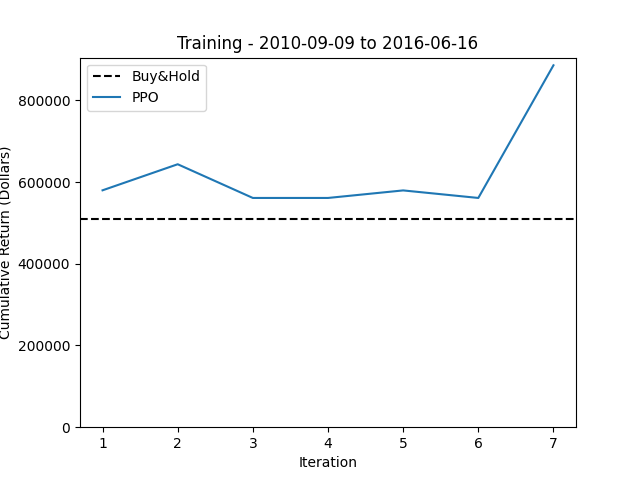 Training - 2010-09-09 to 2016-06-16
Buy&Hold
PPO
Cumulative Return (Dollars)
800000
600000
400000
200000
0
1 2 3 4 5 6 7
Iteration